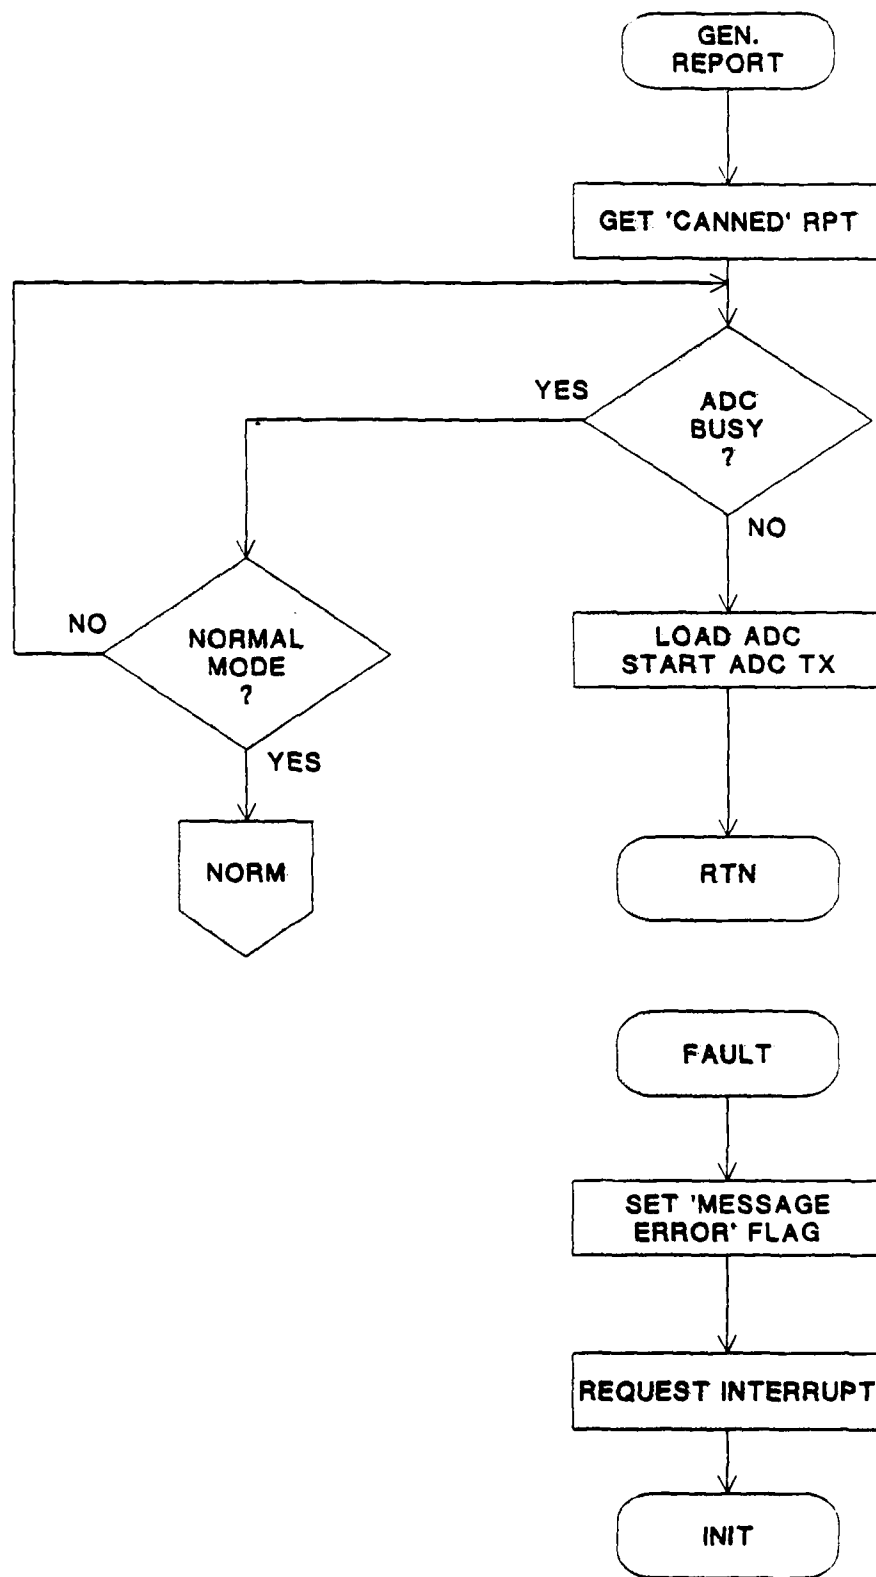 GEN.
REPORT
GET 'CANNED' RPT
YES
ADC
BUSY
?
NO
NO
NORMAL
MODE
?
LOAD ADC
START ADC TX
YES
NORM
RTN
FAULT
SET 'MESSAGE
ERROR' FLAG
REQUEST INTERRUPT
INIT